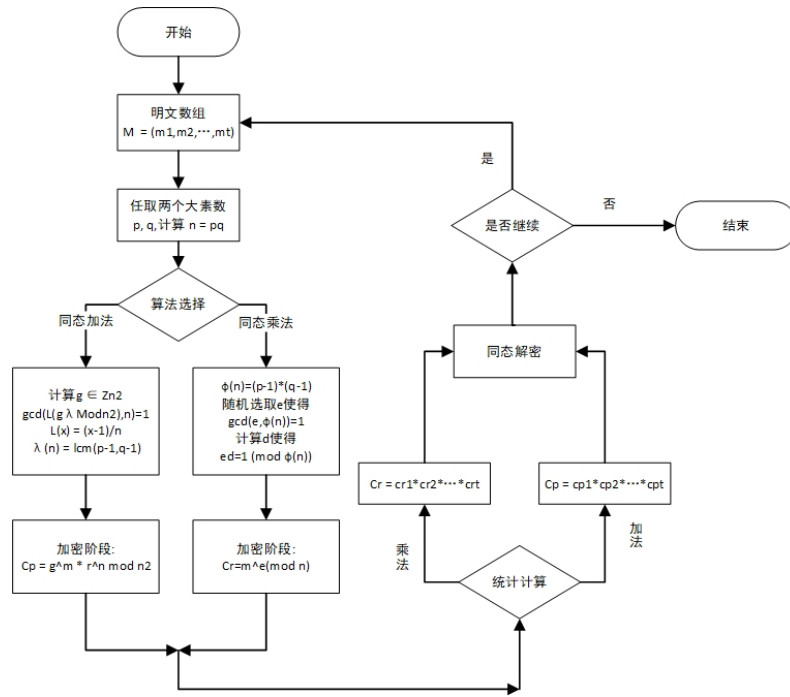 开始
明文数组
M = (m1,m2,…,mt)
任取两个大素数
p, q,计算 n = pq
算法选择
同态加法
同态乘法
计算g ∈ Zn2
gcd(L(g λ Modn2),n)=1
L(x) = (x-1)/n
λ (n) = lcm(p-1,q-1)
ϕ(n)=(p-1)*(q-1)
随机选取e使得
gcd(e,ϕ(n))=1
计算d使得
ed=1 (mod ϕ(n))
加密阶段:
Cp = g^m * r^n mod n2
加密阶段:
Cr=m^e(mod n)
统计计算
乘法
加法
Cr = cr1*cr2*…*crt
Cp = cp1*cp2*…*cpt
同态解密
是否继续
是
否
结束